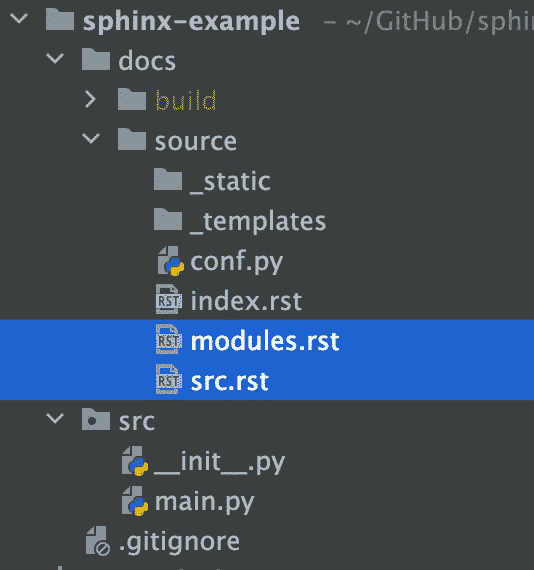 sphinx-example – ~/GitHub/sphin
docs
build
source
_static
_templates
conf.py
RST index.rst
RST modules.rst
RST src.rst
src
__init__.py
main.py
.gitignore